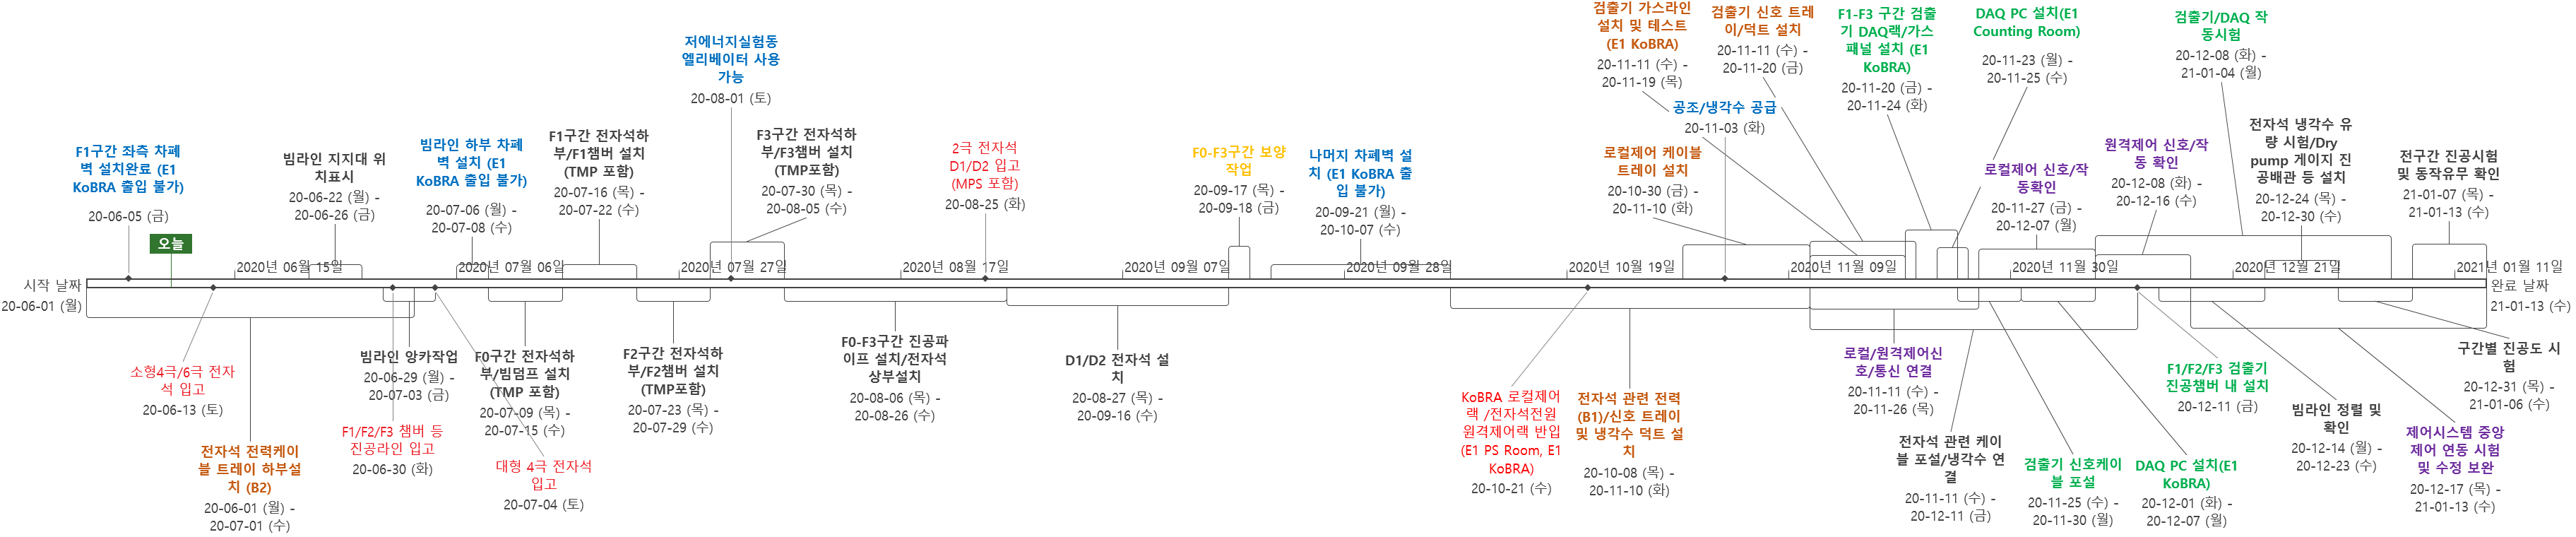 F1구간 좌측 차폐
벽 설치완료 (E1
KoBRA 출입 불가)
20-06-05 (금)
오늘
빔라인 지지대 위
치표시
20-06-22 (월) -
20-06-26 (금)
빔라인 하부 차폐
벽 설치 (E1
KoBRA 출입 불가)
20-07-06 (월) -
20-07-08 (수)
F1구간 전자석하
부/F1챔버 설치
(TMP 포함)
20-07-16 (목) -
20-07-22 (수)
저에너지실험동
엘리베이터 사용
가능
20-08-01 (토)
F3구간 전자석하
부/F3챔버 설치
(TMP포함)
20-07-30 (목) -
20-08-05 (수)
2극 전자석
D1/D2 입고
(MPS 포함)
20-08-25 (화)
F0-F3구간 보양
작업
20-09-17 (목) -
20-09-18 (금)
나머지 차폐벽 설
치 (E1 KoBRA 출
입 불가)
20-09-21 (월) -
20-10-07 (수)
검출기 가스라인
설치 및 테스트
(E1 KoBRA)
20-11-11 (수) -
20-11-19 (목)
로컬제어 케이블
트레이 설치
20-10-30 (금) -
20-11-10 (화)
공조/냉각수 공급
20-11-03 (화)
검출기 신호 트레
이/덕트 설치
20-11-11 (수) -
20-11-20 (금)
F1-F3 구간 검출
기 DAQ랙/가스
패널 설치 (E1
KoBRA)
20-11-20 (금) -
20-11-24 (화)
DAQ PC 설치(E1
Counting Room)
20-11-23 (월) -
20-11-25 (수)
로컬제어 신호/작
동확인
20-11-27 (금) -
20-12-07 (월)
원격제어 신호/작
동 확인
20-12-08 (화) -
20-12-16 (수)
검출기/DAQ 작
동시험
20-12-08 (화) -
21-01-04 (월)
전자석 냉각수 유
량 시험/Dry
pump 게이지 진
공배관 등 설치
20-12-24 (목) -
20-12-30 (수)
전구간 진공시험
및 동작유무 확인
21-01-07 (목) -
21-01-13 (수)
2020년 06월 15일
2020년 07월 06일
2020년 07월 27일
2020년 08월 17일
2020년 09월 07일
2020년 09월 28일
2020년 10월 19일
2020년 11월 09일
2020년 11월 30일
2020년 12월 21일
2021년 01월 11일
시작 날짜
20-06-01 (월)
완료 날짜
21-01-13 (수)
소형4극/6극 전자
석 입고
20-06-13 (토)
전자석 전력케이
블 트레이 하부설
치 (B2)
20-06-01 (월) -
20-07-01 (수)
빔라인 앙카작업
20-06-29 (월) -
20-07-03 (금)
F1/F2/F3 챔버 등
진공라인 입고
20-06-30 (화)
F0구간 전자석하
부/빔덤프 설치
(TMP 포함)
20-07-09 (목) -
20-07-15 (수)
대형 4극 전자석
입고
20-07-04 (토)
F2구간 전자석하
부/F2챔버 설치
(TMP포함)
20-07-23 (목) -
20-07-29 (수)
F0-F3구간 진공파
이프 설치/전자석
상부설치
20-08-06 (목) -
20-08-26 (수)
D1/D2 전자석 설
치
20-08-27 (목) -
20-09-16 (수)
KoBRA 로컬제어
랙 /전자석전원
원격제어랙 반입
(E1 PS Room, E1
KoBRA)
20-10-21 (수)
전자석 관련 전력
(B1)/신호 트레이
및 냉각수 덕트 설
치
20-10-08 (목) -
20-11-10 (화)
로컬/원격제어신
호/통신 연결
20-11-11 (수) -
20-11-26 (목)
전자석 관련 케이
블 포설/냉각수 연
결
20-11-11 (수) -
20-12-11 (금)
검출기 신호케이
블 포설
20-11-25 (수) -
20-11-30 (월)
DAQ PC 설치(E1
KoBRA)
20-12-01 (화) -
20-12-07 (월)
F1/F2/F3 검출기
진공챔버 내 설치
20-12-11 (금)
빔라인 정렬 및
확인
20-12-14 (월) -
20-12-23 (수)
제어시스템 중앙
제어 연동 시험
및 수정 보완
20-12-17 (목) -
21-01-13 (수)
구간별 진공도 시
험
20-12-31 (목) -
21-01-06 (수)